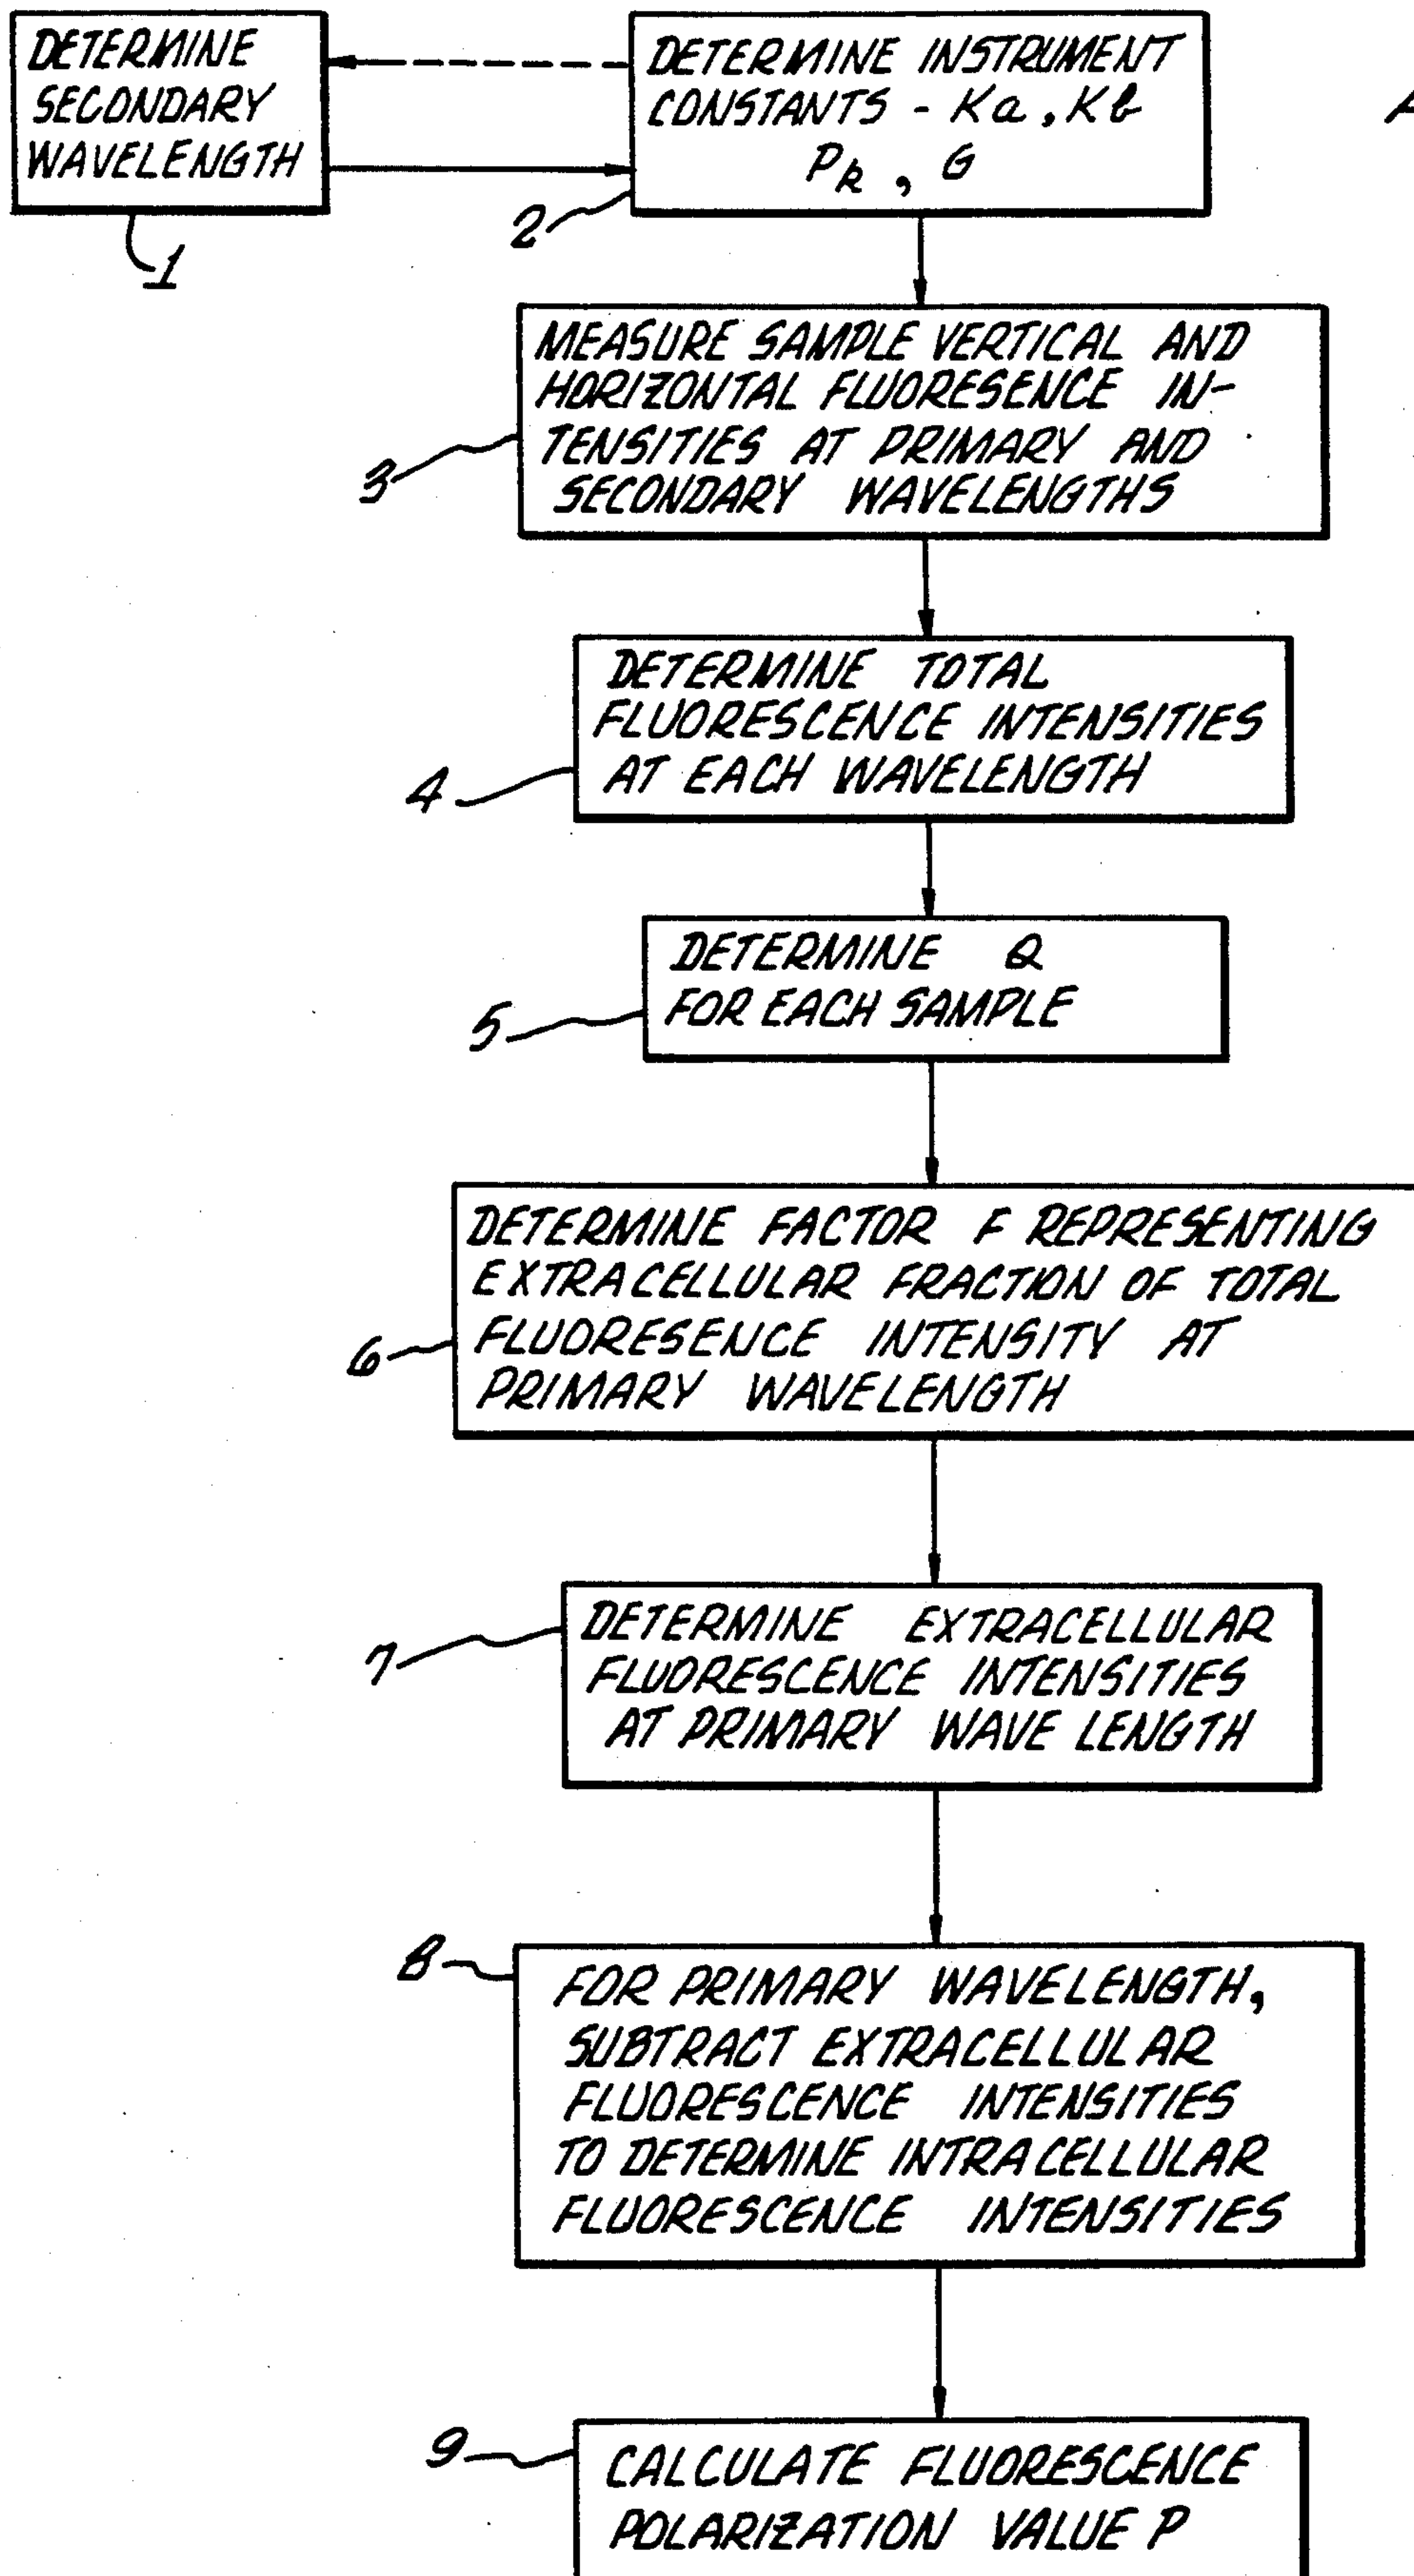 DETERMINE
SECONDARY
WAVELENGTH
1
DETERMINE INSTRUMENT
CONSTANTS - Ka, Kb
Pk, G
2
MEASURE SAMPLE VERTICAL AND
HORIZONTAL FLUORESENCE IN-
TENSITIES AT PRIMARY AND
SECONDARY WAVELENGTHS
3
DETERMINE TOTAL
FLUORESCENCE INTENSITIES
AT EACH WAVELENGTH
4
DETERMINE Q
FOR EACH SAMPLE
5
DETERMINE FACTOR F REPRESENTING
EXTRACELLULAR FRACTION OF TOTAL
FLUORESENCE INTENSITY AT
PRIMARY WAVELENGTH
6
DETERMINE EXTRACELLULAR
FLUORESCENCE INTENSITIES
AT PRIMARY WAVE LENGTH
7
8
FOR PRIMARY WAVELENGTH,
SUBTRACT EXTRACELLULAR
FLUORESCENCE INTENSITIES
TO DETERMINE INTRACELLULAR
FLUORESCENCE INTENSITIES
9
CALCULATE FLUORESCENCE
POLARIZATION VALUE P